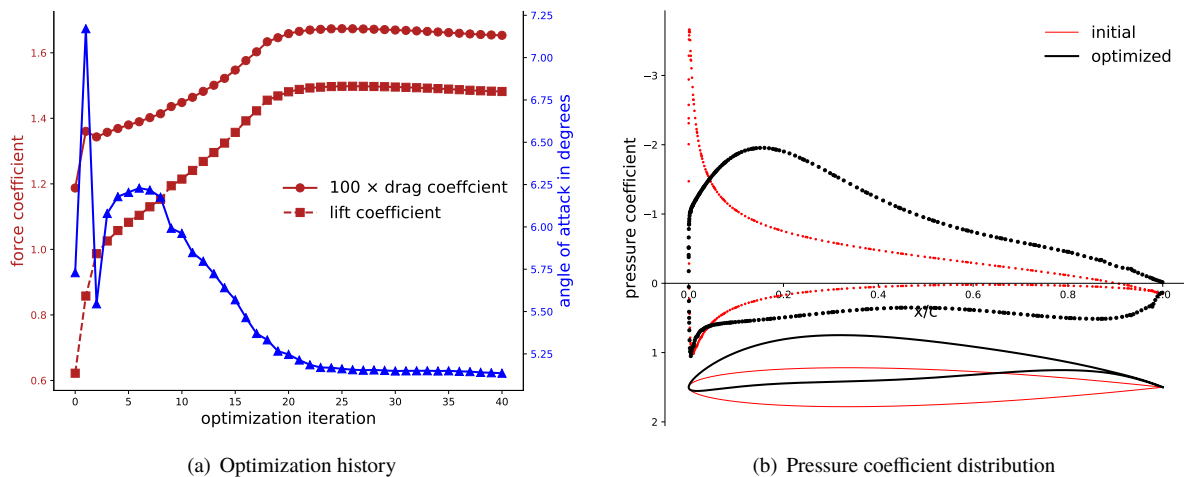 1.6
1.4
1.2
1.0
0.8
0.6
force coefficient
0 5 10 15 20 25 30 35 40
optimization iteration
7.25
7.00
6.75
6.50
6.25
6.00
5.75
5.50
5.25
angle of attack in degrees
100 × drag coeffcient
lift coefficient
(a) Optimization history
−3
−2
−1
0
1
2
pressure coefficient
0.0 0.2 0.4 0.6 0.8 1.0
x/c
initial
optimized
(b) Pressure coefficient distribution